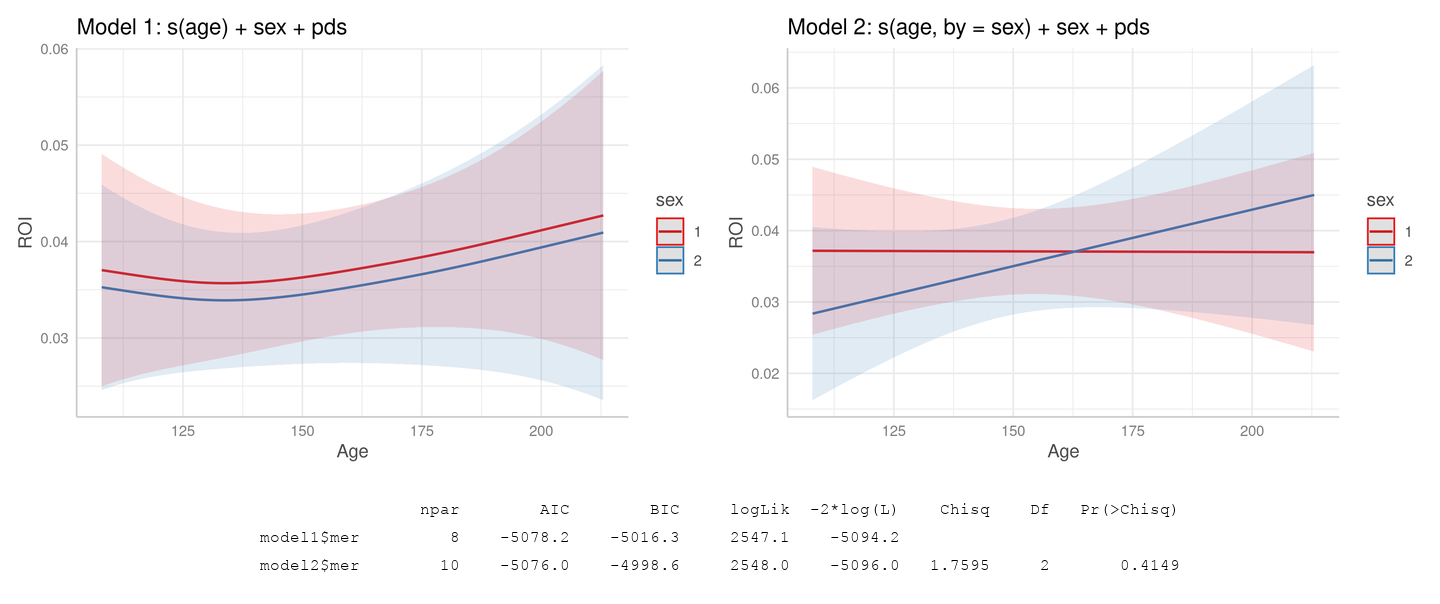 Model 1: s(age) + sex + pds
0.06
0.05
0.04
0.03
ROI
125 150 175 200
Age
sex
1
2
Model 2: s(age, by = sex) + sex + pds
0.06
0.05
0.04
0.03
0.02
ROI
125 150 175 200
Age
sex
1
2
npar AIC BIC logLik -2*log(L) Chisq Df Pr(>Chisq)
model1$mer 8 -5078.2 -5016.3 2547.1 -5094.2
model2$mer 10 -5076.0 -4998.6 2548.0 -5096.0 1.7595 2 0.4149